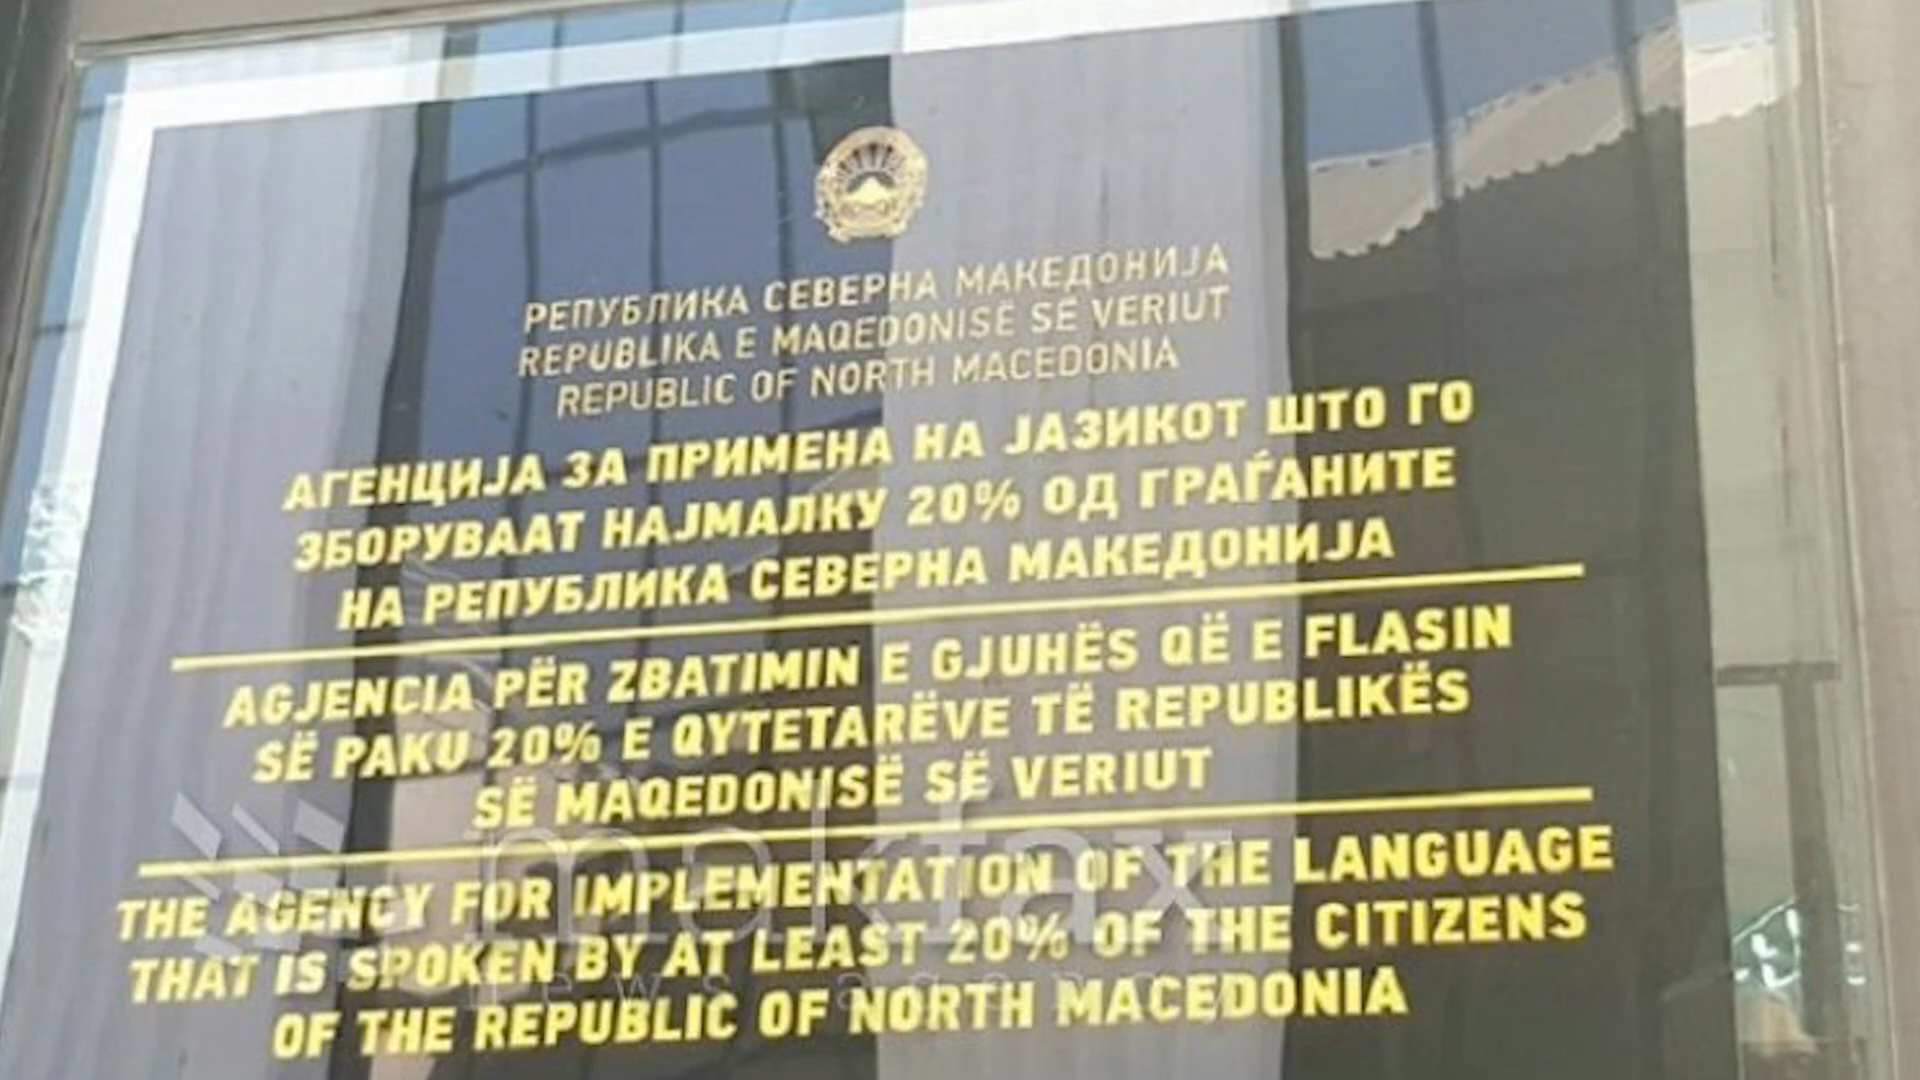 РЕПУБЛИКА СЕВЕРНА МАКЕДОНИЈА
REPUBLIKA E MAQEDONISË SË VERIUT
REPUBLIC OF NORTH MACEDONIA
АГЕНЦИЈА ЗА ПРИМЕНА НА ЈАЗИКОТ ШТО ГО
ЗБОРУВААТ НАЈМАЛКУ 20% ОД ГРАЃАНИТЕ
НА РЕПУБЛИКА СЕВЕРНА МАКЕДОНИЈА
AGJENCIA PËR ZBATIMIN E GJUHËS QË E FLASIN
SË PAKU 20% E QYTETARËVE TË REPUBLIKËS
SË MAQEDONISË SË VERIUT
THE AGENCY FOR IMPLEMENTATION OF THE LANGUAGE
THAT IS SPOKEN BY AT LEAST 20% OF THE CITIZENS
OF THE REPUBLIC OF NORTH MACEDONIA
makfax
news agency